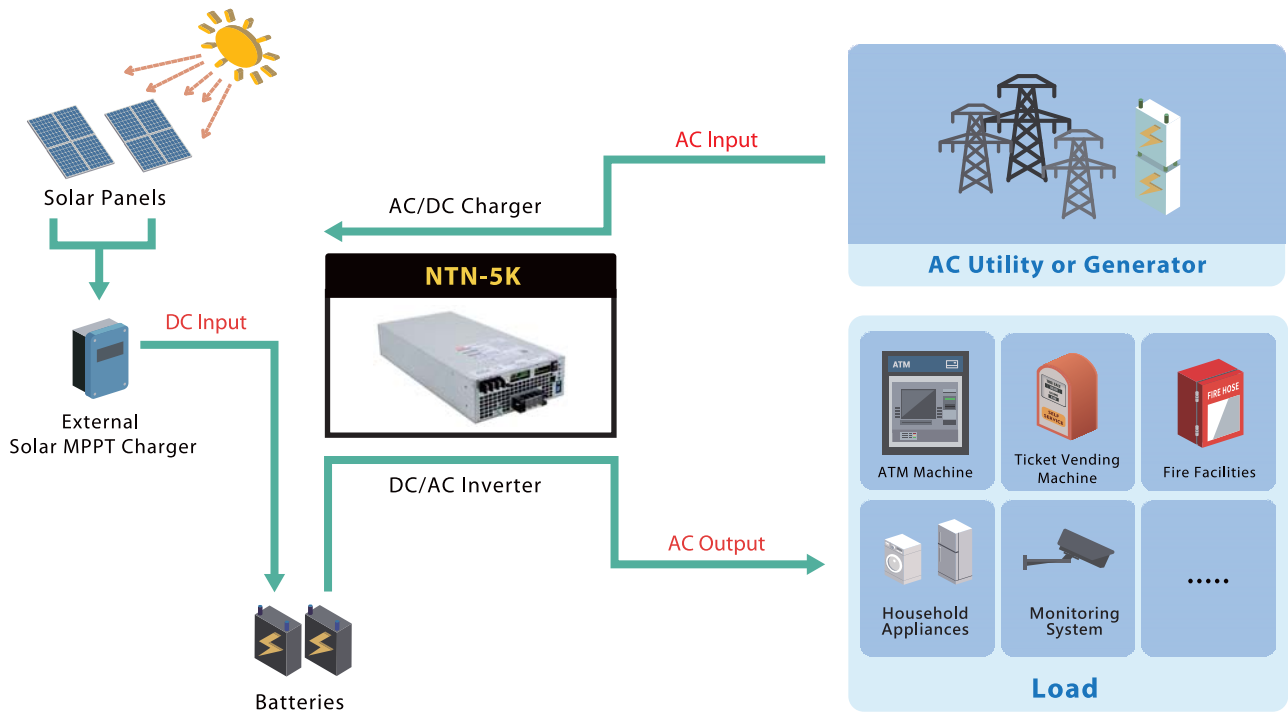 Solar Panels
External
Solar MPPT Charger
DC Input
Batteries
AC Input
AC/DC Charger
NTN-5K
DC/AC Inverter
AC Output
AC Utility or Generator
ATM
ATM Machine
SELF
SERVICE
Ticket Vending
Machine
FIRE HOSE
Fire Facilities
Household
Appliances
Monitoring
System
.....
Load